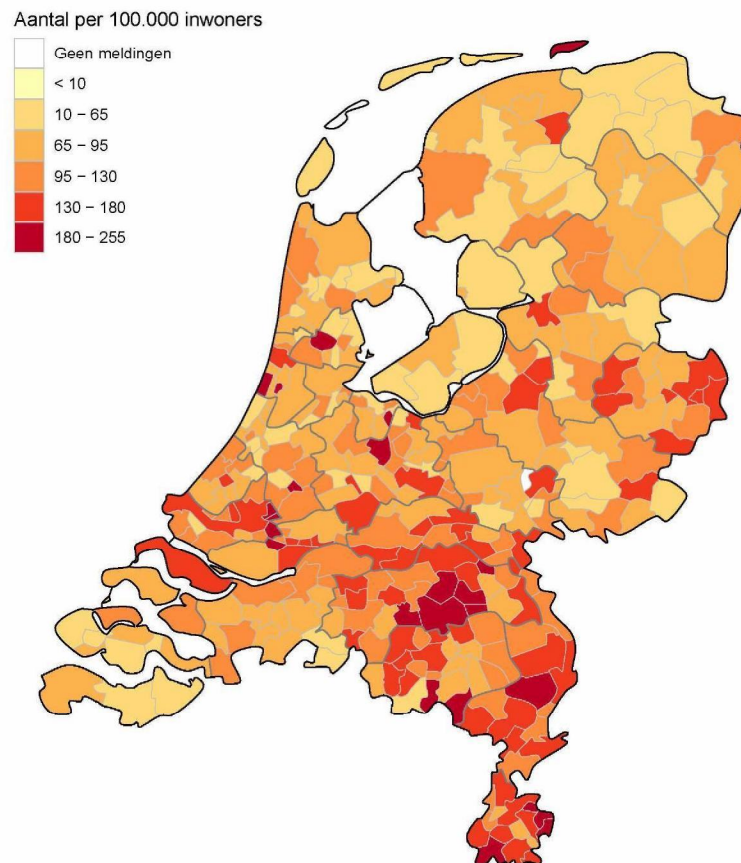 Aantal per 100.000 inwoners
Geen meldingen
< 10
10 − 65
65 − 95
95 − 130
130 − 180
180 − 255